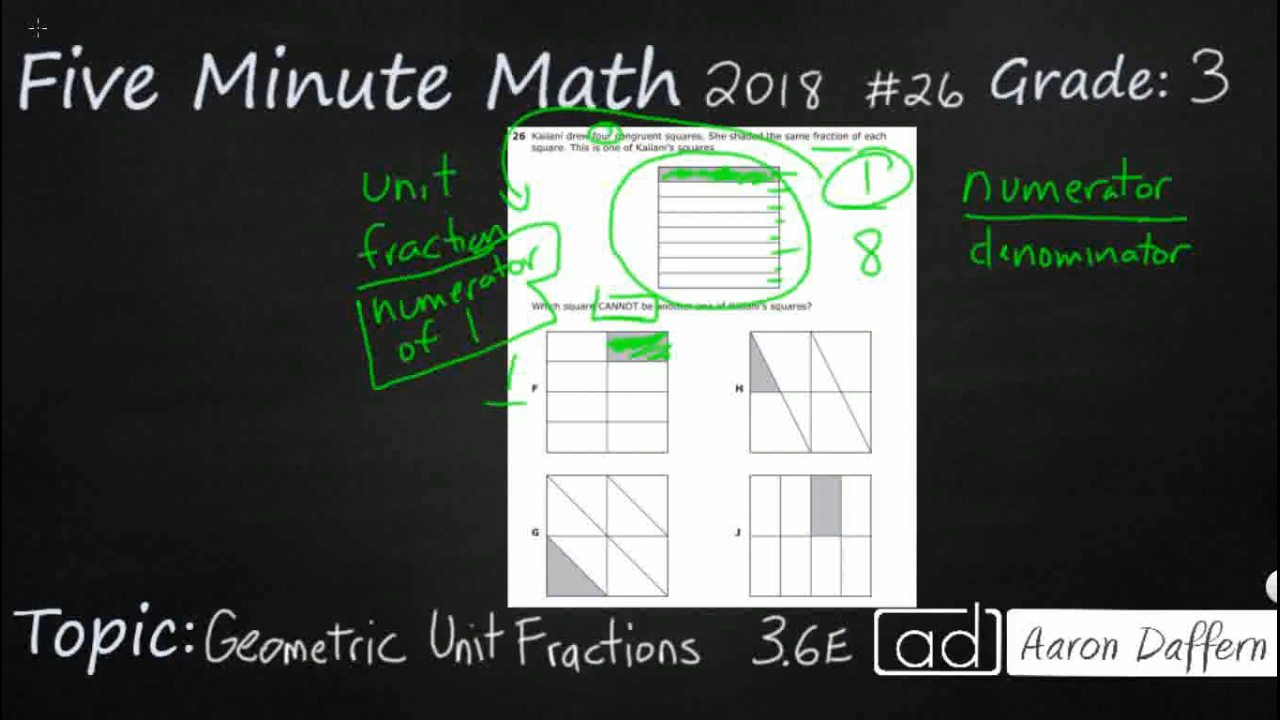 Five Minute Math 2018 #26 Grade: 3
26 Kailani drew four congruent squares. She shaded the same fraction of each
square. This is one of Kailani's squares.
unit
fraction
numerator
of 1
1
8
numerator
denominator
Which square CANNOT be another one of Kailani's squares?
1
F
H
G
J
Topic: Geometric Unit Fractions 3.6E ad Aaron Daffern